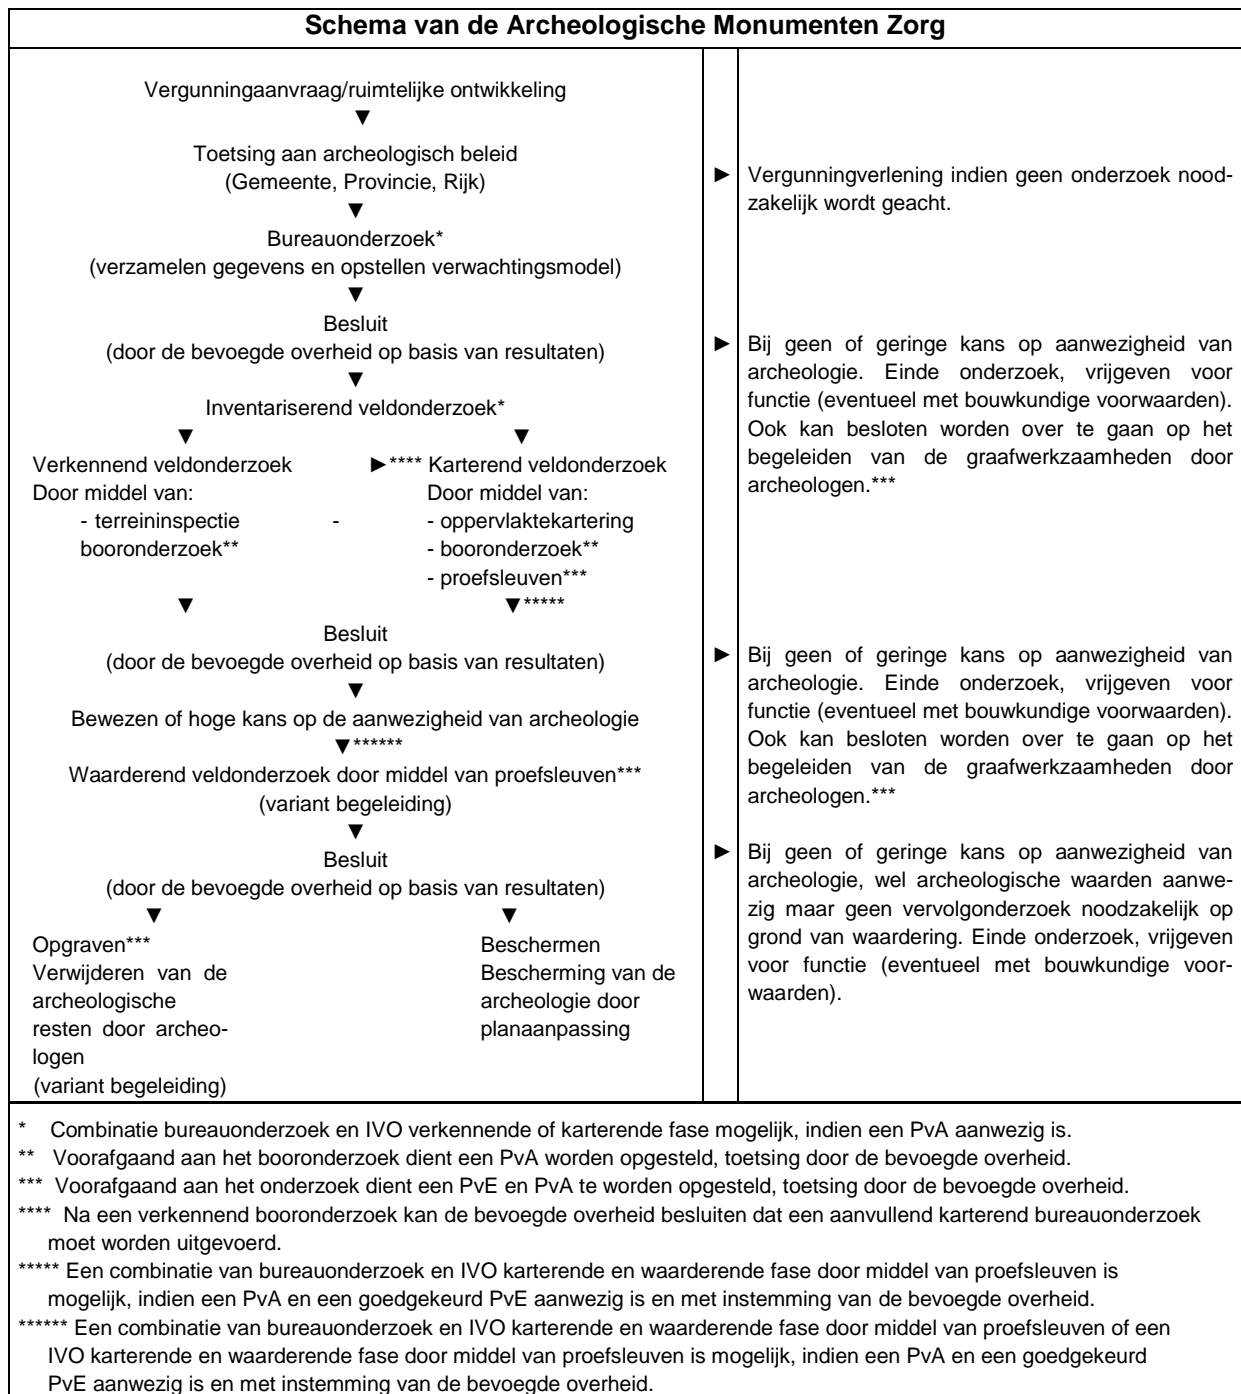 Schema van de Archeologische Monumenten Zorg
Vergunningaanvraag/ruimtelijke ontwikkeling
▼
Toetsing aan archeologisch beleid
(Gemeente, Provincie, Rijk)
▼
Bureauonderzoek*
(verzamelen gegevens en opstellen verwachtingsmodel)
▼
Besluit
(door de bevoegde overheid op basis van resultaten)
▼
Inventariserend veldonderzoek*
▼ ▼
Verkennend veldonderzoek ►**** Karterend veldonderzoek
Door middel van: Door middel van:
- terreininspectie - - oppervlaktekartering
booronderzoek** - booronderzoek**
- proefsleuven***
▼ ▼*****
Besluit
(door de bevoegde overheid op basis van resultaten)
▼
Bewezen of hoge kans op de aanwezigheid van archeologie
▼******
Waarderend veldonderzoek door middel van proefsleuven***
(variant begeleiding)
▼
Besluit
(door de bevoegde overheid op basis van resultaten)
▼ ▼
Opgraven***
Verwijderen van de
archeologische
resten door archeo-
logen
(variant begeleiding)
Beschermen
Bescherming van de
archeologie door
planaanpassing
► Vergunningverlening indien geen onderzoek nood-
zakelijk wordt geacht.
► Bij geen of geringe kans op aanwezigheid van
archeologie. Einde onderzoek, vrijgeven voor
functie (eventueel met bouwkundige voorwaarden).
Ook kan besloten worden over te gaan op het
begeleiden van de graafwerkzaamheden door
archeologen.***
► Bij geen of geringe kans op aanwezigheid van
archeologie. Einde onderzoek, vrijgeven voor
functie (eventueel met bouwkundige voorwaarden).
Ook kan besloten worden over te gaan op het
begeleiden van de graafwerkzaamheden door
archeologen.***
► Bij geen of geringe kans op aanwezigheid van
archeologie, wel archeologische waarden aanwe-
zig maar geen vervolgonderzoek noodzakelijk op
grond van waardering. Einde onderzoek, vrijgeven
voor functie (eventueel met bouwkundige voor-
waarden).
* Combinatie bureauonderzoek en IVO verkennende of karterende fase mogelijk, indien een PvA aanwezig is.
** Voorafgaand aan het booronderzoek dient een PvA worden opgesteld, toetsing door de bevoegde overheid.
*** Voorafgaand aan het onderzoek dient een PvE en PvA te worden opgesteld, toetsing door de bevoegde overheid.
**** Na een verkennend booronderzoek kan de bevoegde overheid besluiten dat een aanvullend karterend bureauonderzoek
moet worden uitgevoerd.
***** Een combinatie van bureauonderzoek en IVO karterende en waarderende fase door middel van proefsleuven is
mogelijk, indien een PvA en een goedgekeurd PvE aanwezig is en met instemming van de bevoegde overheid.
****** Een combinatie van bureauonderzoek en IVO karterende en waarderende fase door middel van proefsleuven of een
IVO karterende en waarderende fase door middel van proefsleuven is mogelijk, indien een PvA en een goedgekeurd
PvE aanwezig is en met instemming van de bevoegde overheid.